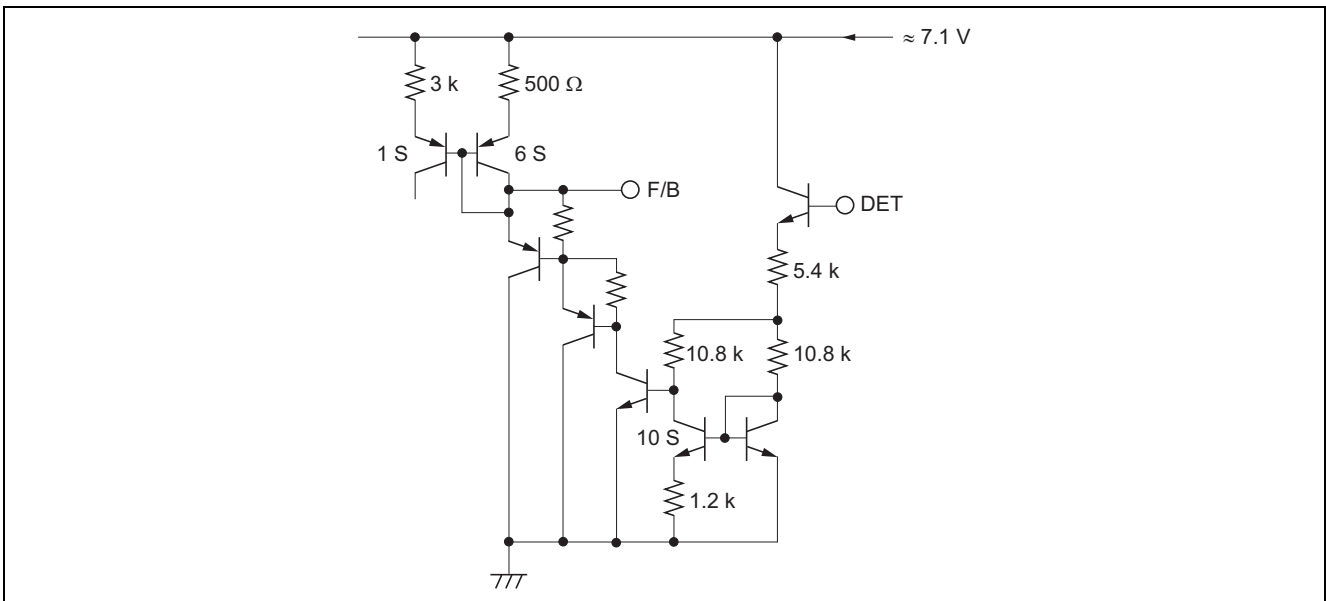 ≈ 7.1 V
3 k
500 Ω
1 S
6 S
F/B
DET
5.4 k
10.8 k
10.8 k
10 S
1.2 k